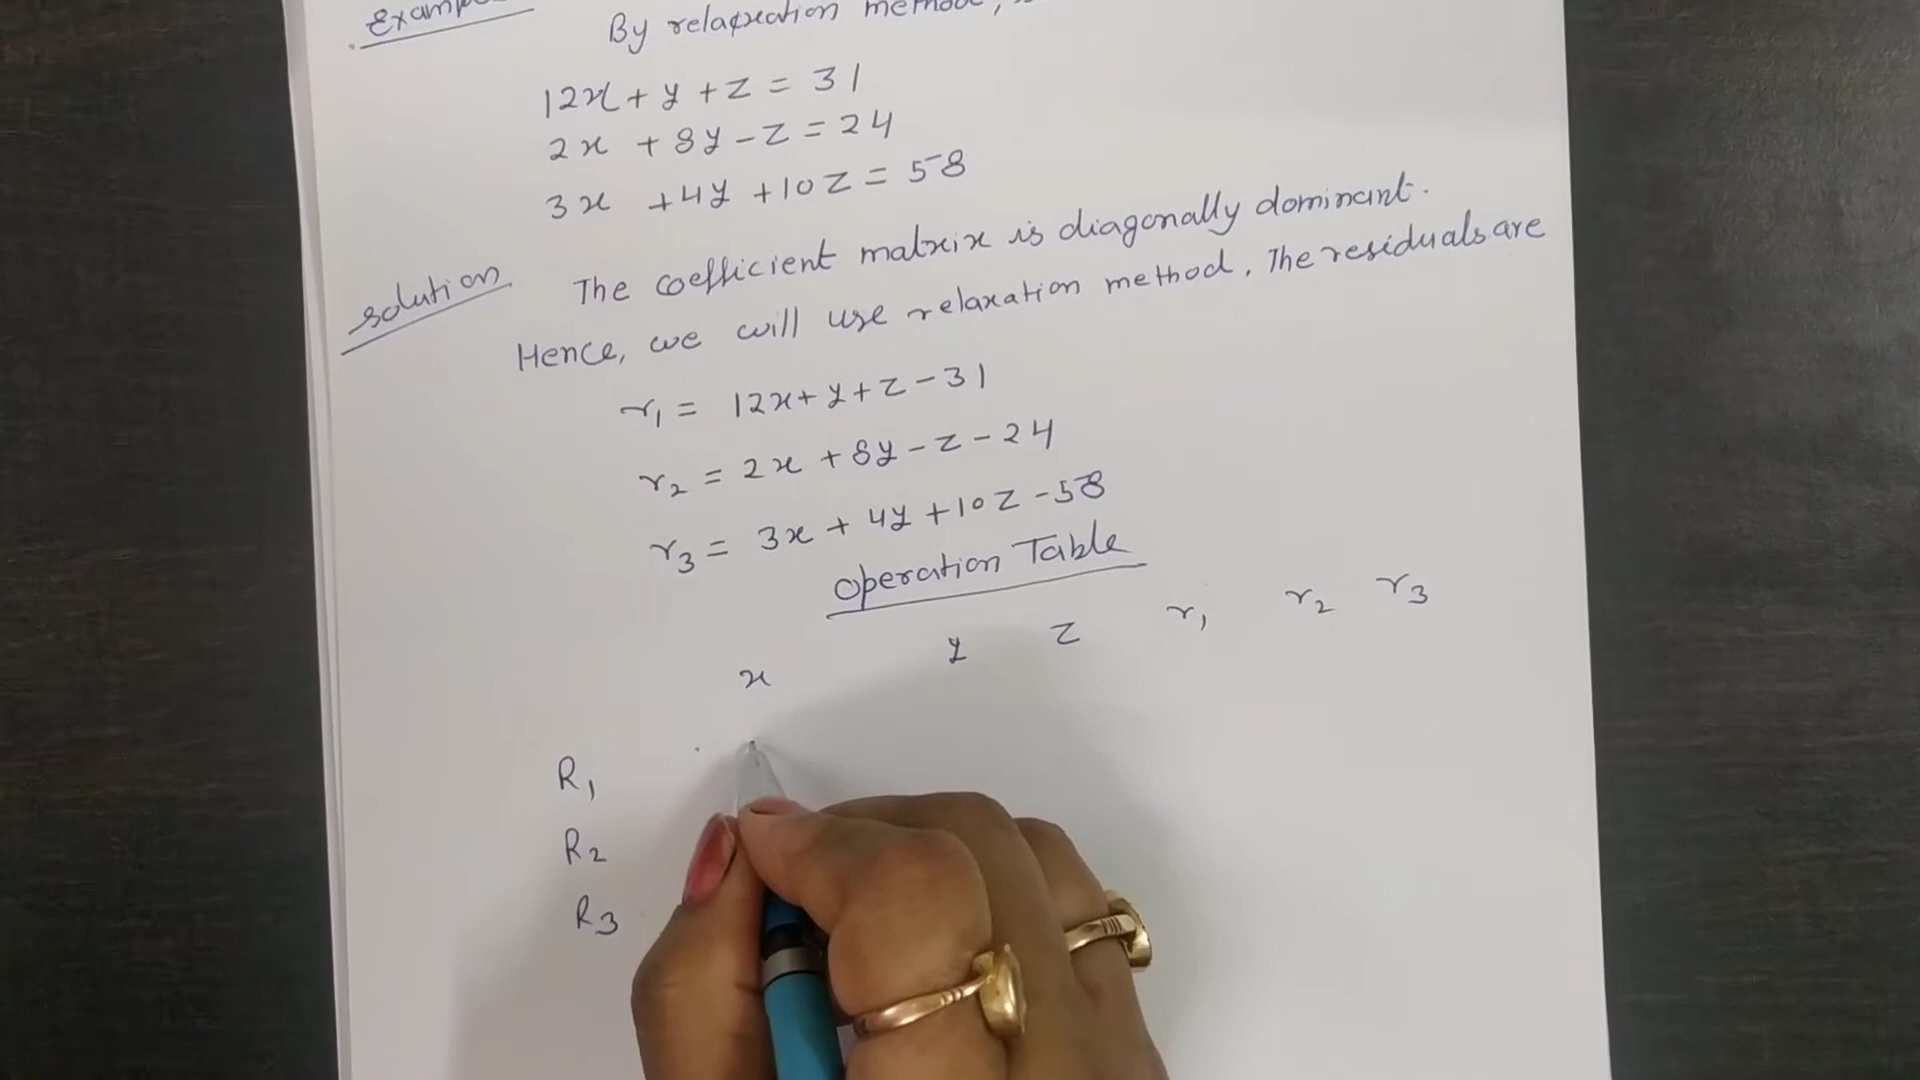 By relaxation method,
12x + y + z = 31
2x + 8y - z = 24
3x + 4y + 10z = 58
solution The coefficient matrix is diagonally dominant.
Hence, we will use relaxation method. The residuals are
r1 = 12x + y + z - 31
r2 = 2x + 8y - z - 24
r3 = 3x + 4y + 10z - 58
Operation Table
x y z r1 r2 r3
R1
R2
R3